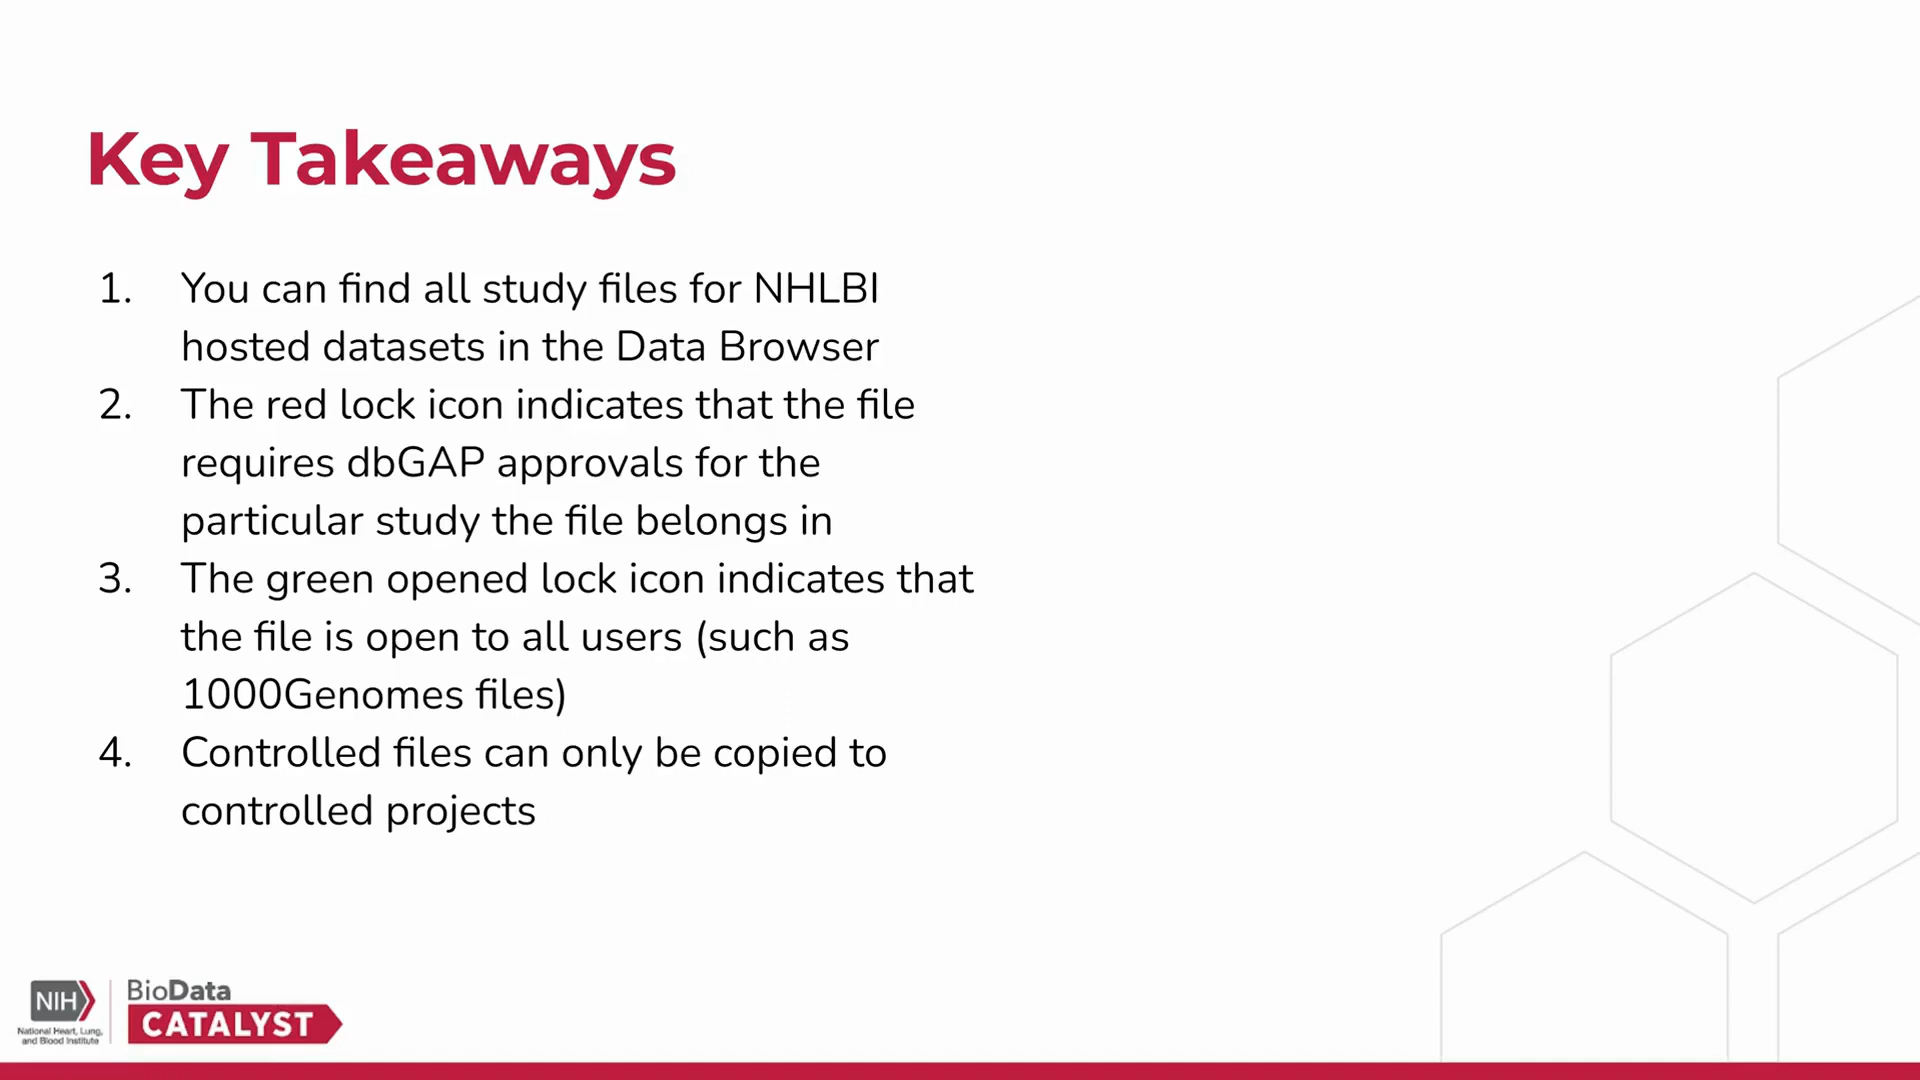 Key Takeaways
1. You can find all study files for NHLBI
hosted datasets in the Data Browser
2. The red lock icon indicates that the file
requires dbGAP approvals for the
particular study the file belongs in
3. The green opened lock icon indicates that
the file is open to all users (such as
1000Genomes files)
4. Controlled files can only be copied to
controlled projects
NIH
National Heart, Lung,
and Blood Institute
BioData
CATALYST